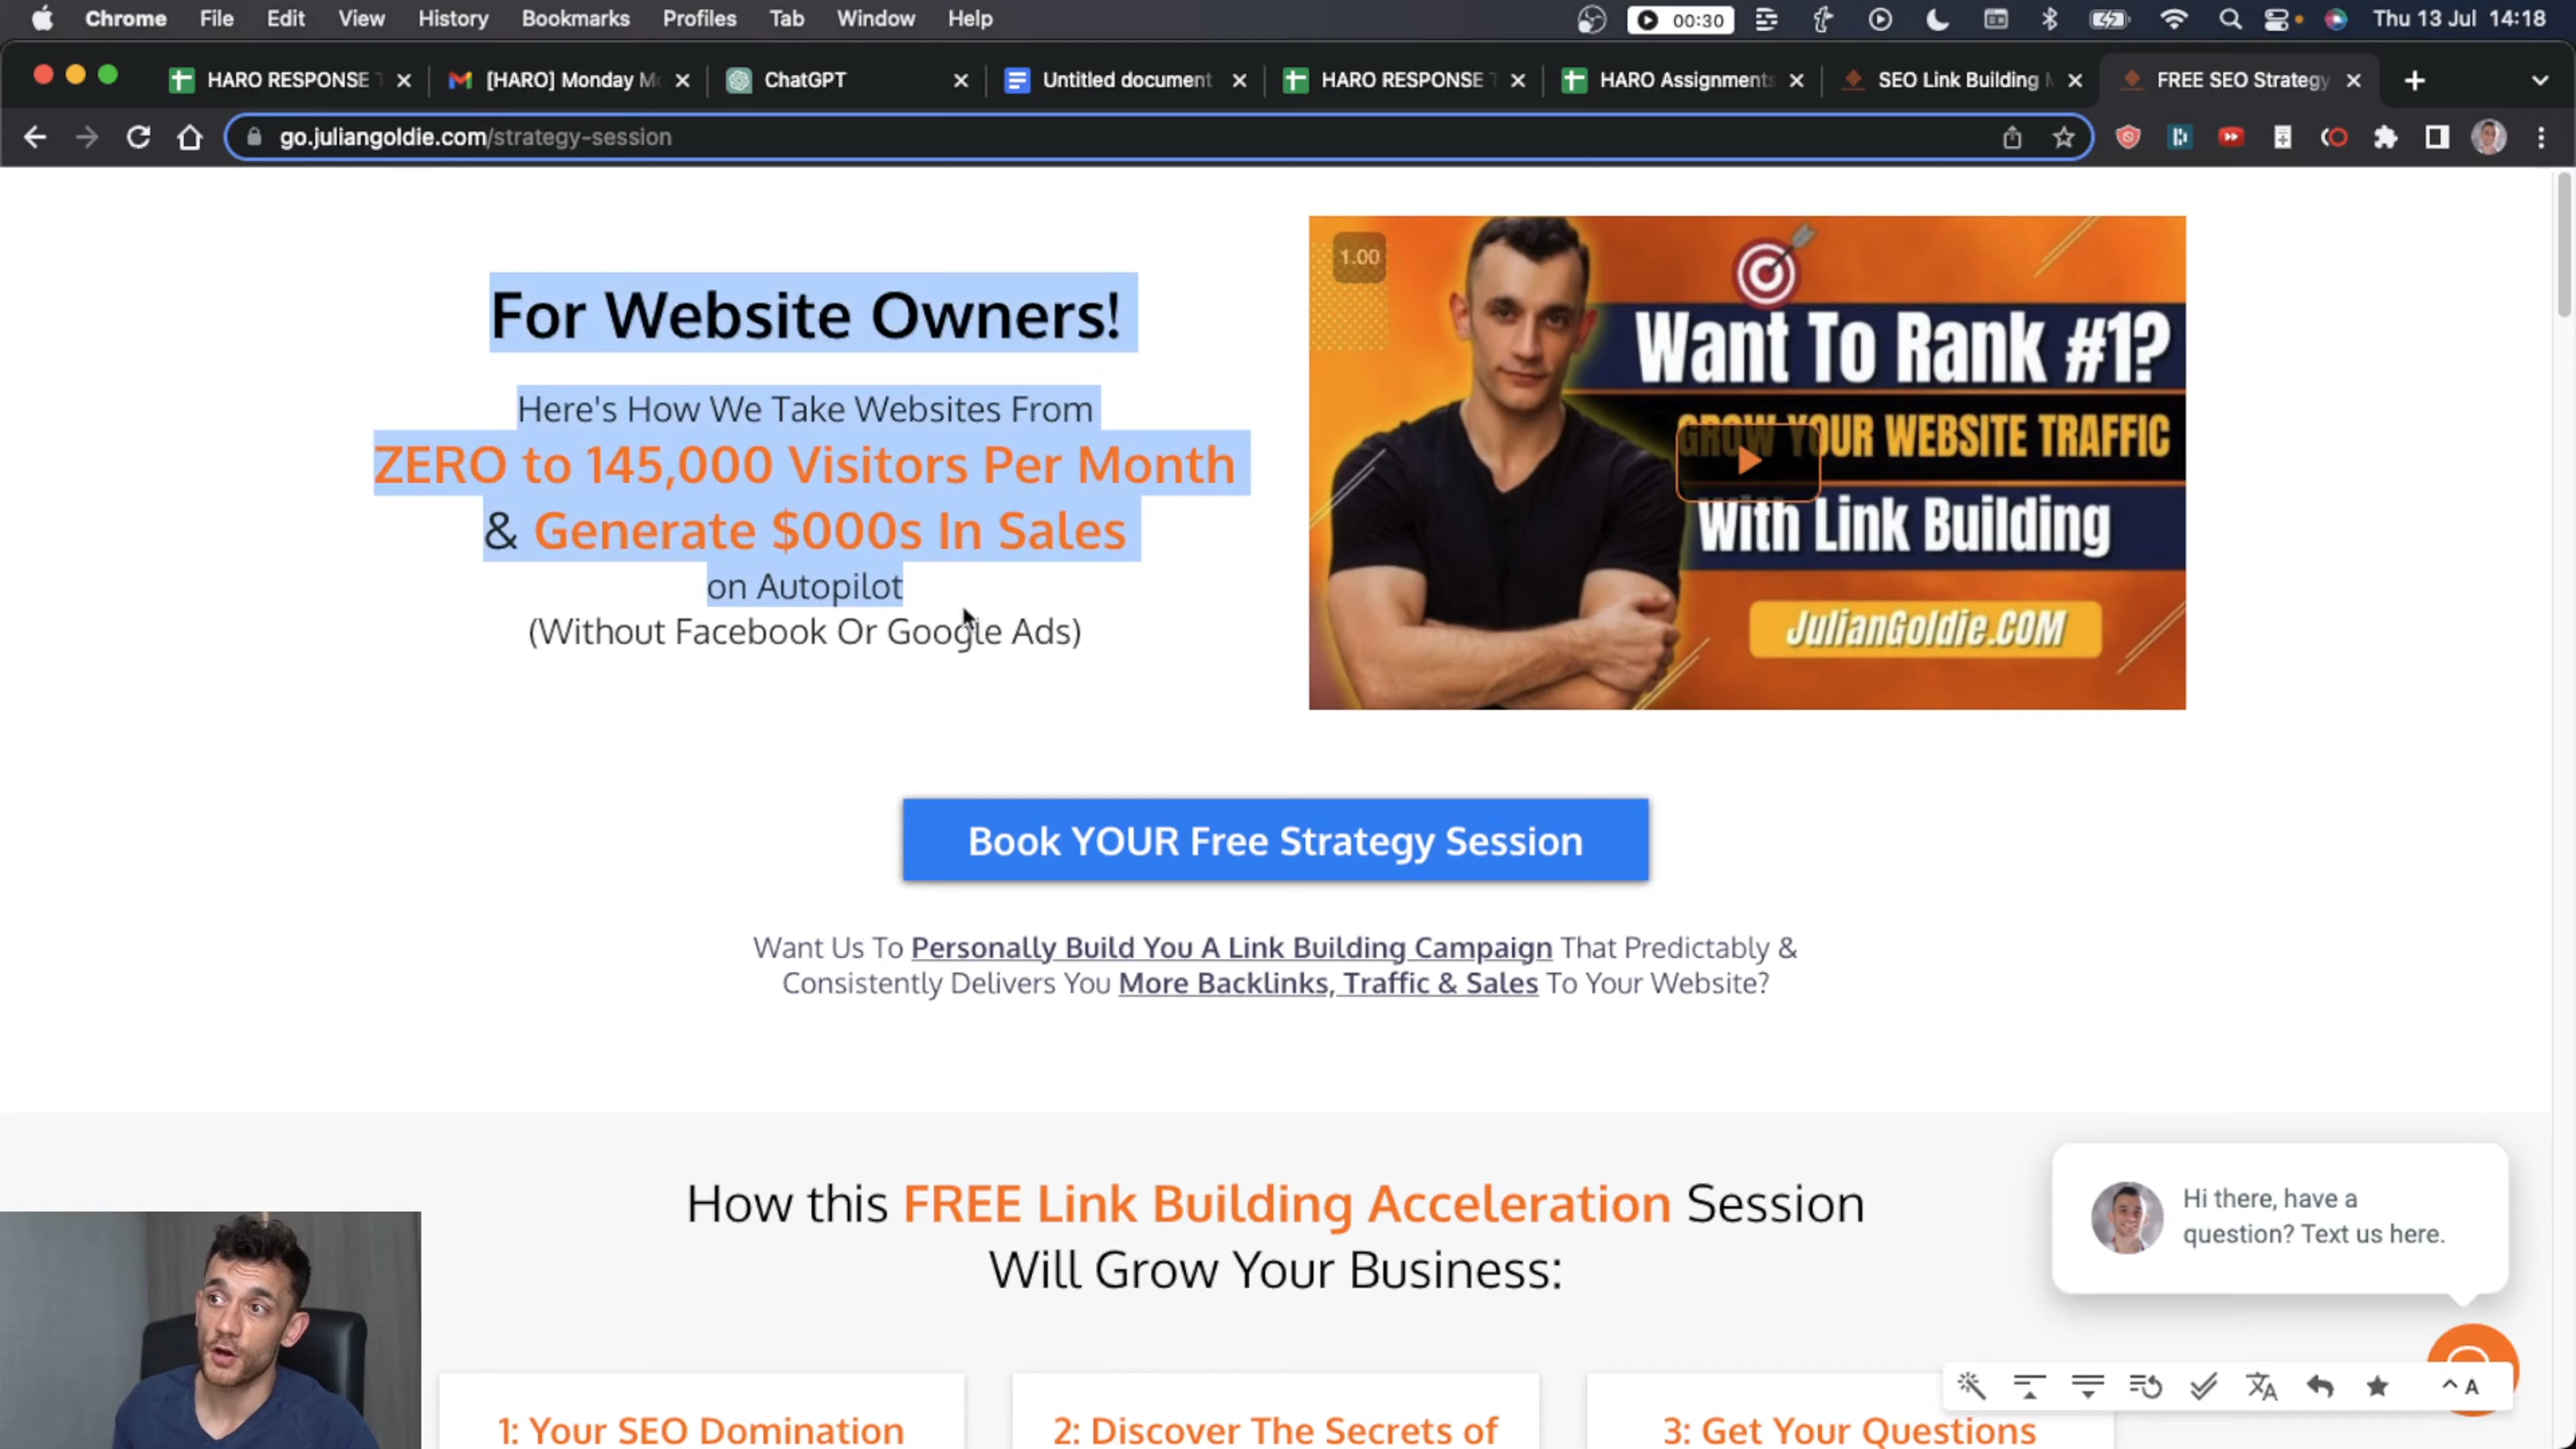 Chrome File Edit View History Bookmarks Profiles Tab Window Help 00:30 Thu 13 Jul 14:18
HARO RESPONSE T [HARO] Monday Mo ChatGPT Untitled document HARO RESPONSE T HARO Assignments SEO Link Building M FREE SEO Strategy
go.juliangoldie.com/strategy-session
For Website Owners!
Here's How We Take Websites From
ZERO to 145,000 Visitors Per Month
& Generate $000s In Sales
on Autopilot
(Without Facebook Or Google Ads)
1.00
Want To Rank #1?
GROW YOUR WEBSITE TRAFFIC
With Link Building
JulianGoldie.COM
Book YOUR Free Strategy Session
Want Us To Personally Build You A Link Building Campaign That Predictably &
Consistently Delivers You More Backlinks, Traffic & Sales To Your Website?
How this FREE Link Building Acceleration Session
Will Grow Your Business:
Hi there, have a
question? Text us here.
1: Your SEO Domination
2: Discover The Secrets of
3: Get Your Questions
A